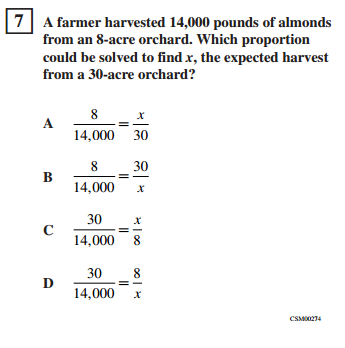 7 A farmer harvested 14,000 pounds of almonds
from an 8-acre orchard. Which proportion
could be solved to find x, the expected harvest
from a 30-acre orchard?
A 8/14,000 = x/30
B 8/14,000 = 30/x
C 30/14,000 = x/8
D 30/14,000 = 8/x
CSM00274